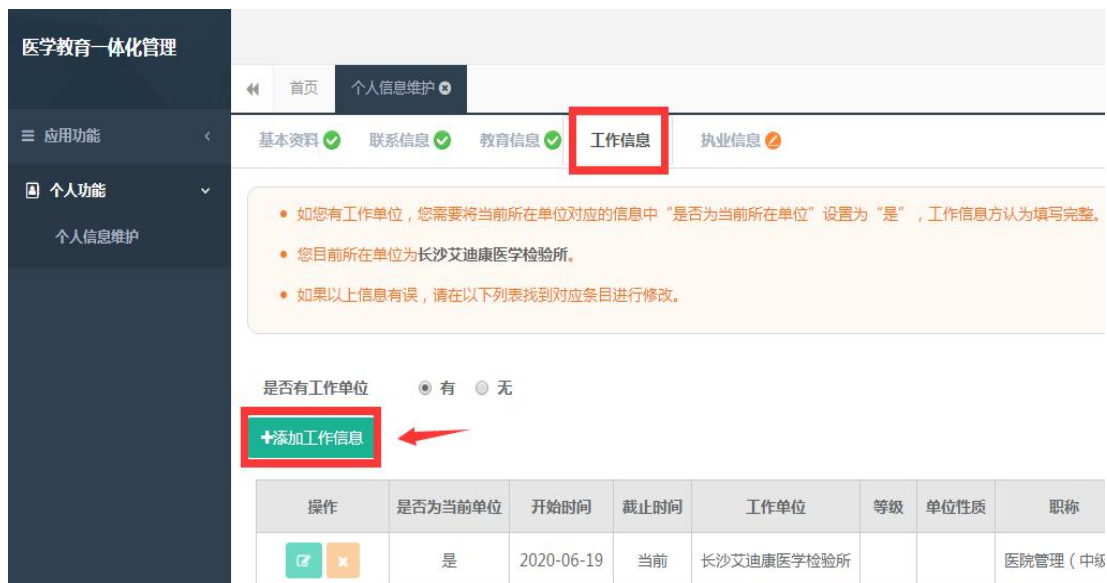 医学教育一体化管理
首页 个人信息维护
应用功能
基本资料 联系信息 教育信息 工作信息 执业信息
个人功能
个人信息维护
如您有工作单位，您需要将当前所在单位对应的信息中“是否为当前所在单位”设置为“是”，工作信息方认为填写完整。
您目前所在单位为长沙艾迪康医学检验所。
如果以上信息有误，请在以下列表找到对应条目进行修改。
是否有工作单位 有 无
+添加工作信息
操作 是否为当前单位 开始时间 截止时间 工作单位 等级 单位性质 职称
是 2020-06-19 当前 长沙艾迪康医学检验所 医院管理（中级